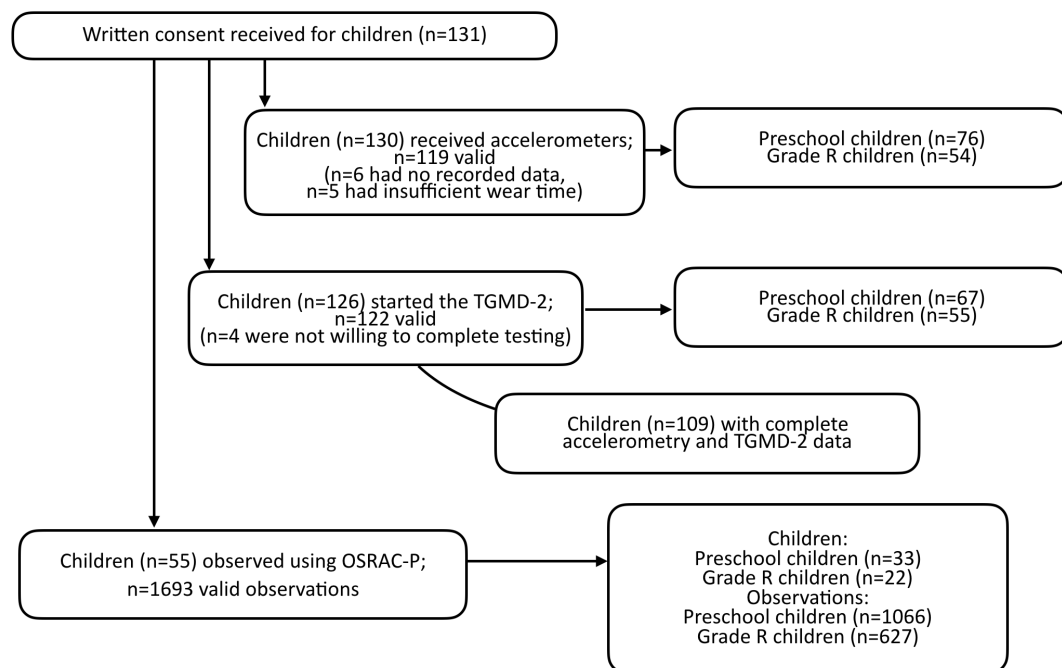 Written consent received for children (n=131)
Children (n=130) received accelerometers;
n=119 valid
(n=6 had no recorded data,
n=5 had insufficient wear time)
Preschool children (n=76)
Grade R children (n=54)
Children (n=126) started the TGMD-2;
n=122 valid
(n=4 were not willing to complete testing)
Preschool children (n=67)
Grade R children (n=55)
Children (n=109) with complete
accelerometry and TGMD-2 data
Children (n=55) observed using OSRAC-P;
n=1693 valid observations
Children:
Preschool children (n=33)
Grade R children (n=22)
Observations:
Preschool children (n=1066)
Grade R children (n=627)